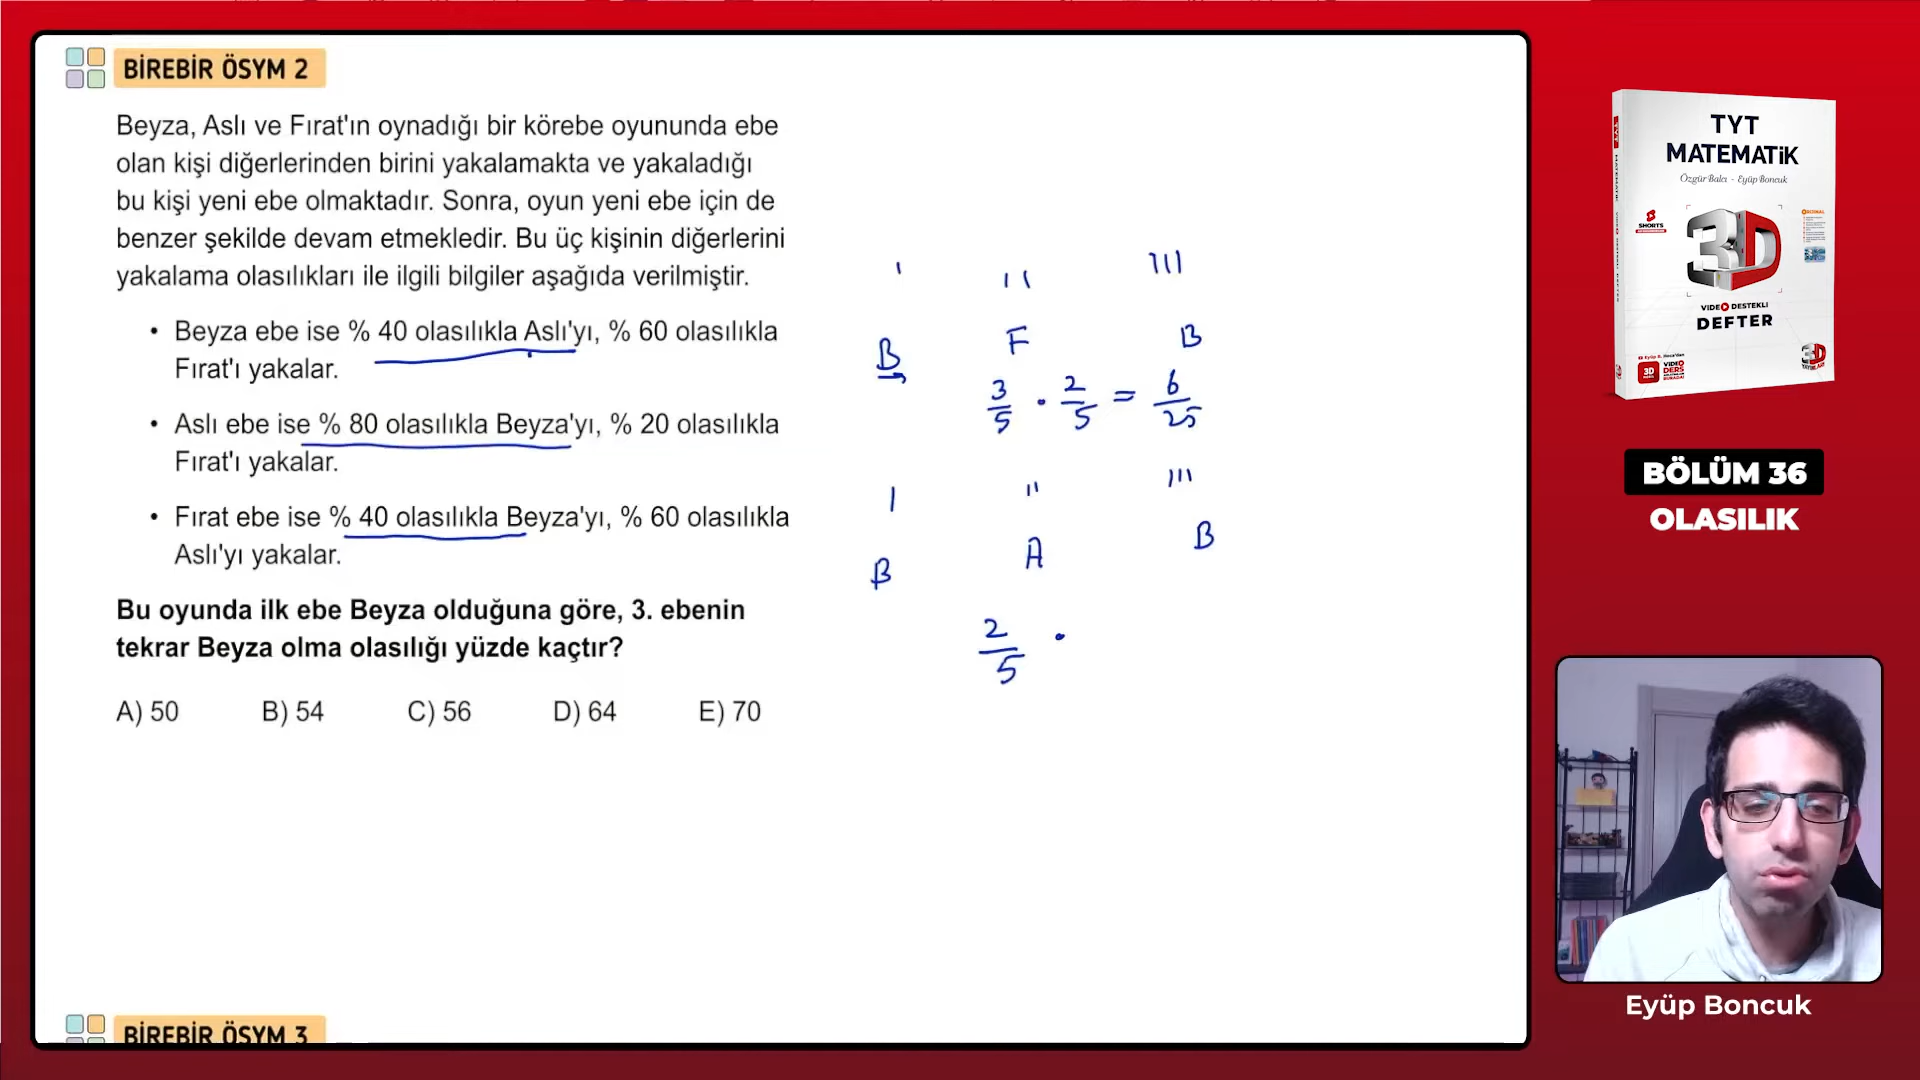 BİREBİR ÖSYM 2
Beyza, Aslı ve Fırat'ın oynadığı bir körebe oyununda ebe
olan kişi diğerlerinden birini yakalamakta ve yakaladığı
bu kişi yeni ebe olmaktadır. Sonra, oyun yeni ebe için de
benzer şekilde devam etmekledir. Bu üç kişinin diğerlerini
yakalama olasılıkları ile ilgili bilgiler aşağıda verilmiştir.
• Beyza ebe ise % 40 olasılıkla Aslı'yı, % 60 olasılıkla
Fırat'ı yakalar.
• Aslı ebe ise % 80 olasılıkla Beyza'yı, % 20 olasılıkla
Fırat'ı yakalar.
• Fırat ebe ise % 40 olasılıkla Beyza'yı, % 60 olasılıkla
Aslı'yı yakalar.
Bu oyunda ilk ebe Beyza olduğuna göre, 3. ebenin
tekrar Beyza olma olasılığı yüzde kaçtır?
A) 50 B) 54 C) 56 D) 64 E) 70
I II III
B F B
3/5 · 2/5 = 6/25
I II III
B A B
2/5 ·
BİREBİR ÖSYM 3
TYT
MATEMATİK
Özgür Balcı - Eyüp Boncuk
SHORTS
3D
VIDEO DESTEKLİ
DEFTER
3D
VIDEO
DERS
3D
BÖLÜM 36
OLASILIK
Eyüp Boncuk